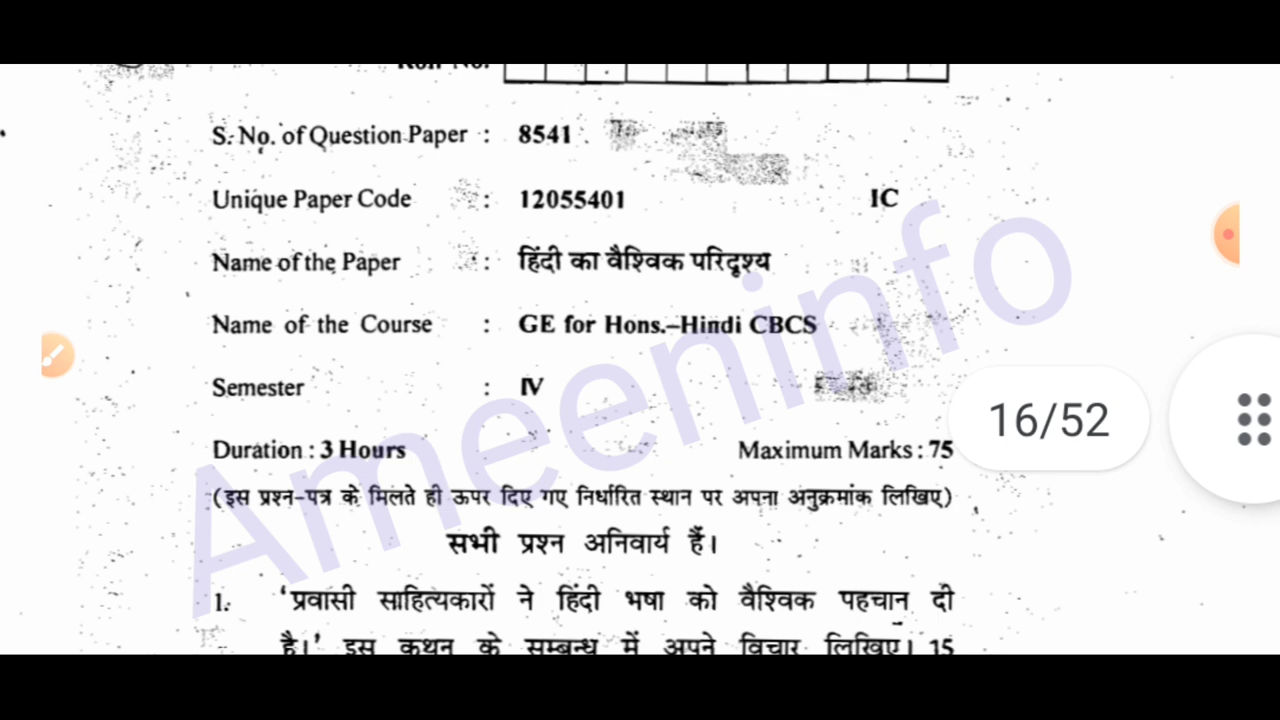 Roll No.
S. No. of Question Paper : 8541
Unique Paper Code : 12055401 IC
Name of the Paper : हिंदी का वैश्विक परिदृश्य
Name of the Course : GE for Hons.–Hindi CBCS
Semester : IV
Duration : 3 Hours Maximum Marks : 75
(इस प्रश्न-पत्र के मिलते ही ऊपर दिए गए निर्धारित स्थान पर अपना अनुक्रमांक लिखिए)
सभी प्रश्न अनिवार्य हैं।
1. 'प्रवासी साहित्यकारों ने हिंदी भषा को वैश्विक पहचान दी
है।' इस कथन के सम्बन्ध में अपने विचार लिखिए। 15
Ameeninfo
16/52